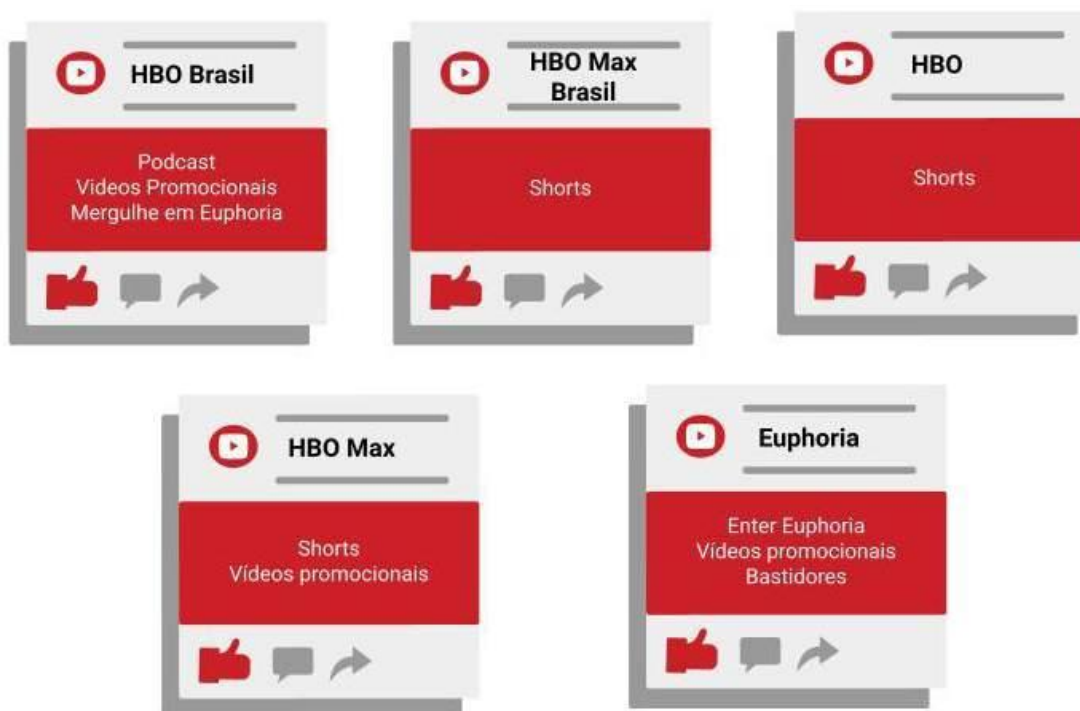 HBO Brasil
Podcast
Videos Promocionais
Mergulhe em Euphoria
HBO Max
Brasil
Shorts
HBO
Shorts
HBO Max
Shorts
Vídeos promocionais
Euphoria
Enter Euphoria
Vídeos promocionais
Bastidores